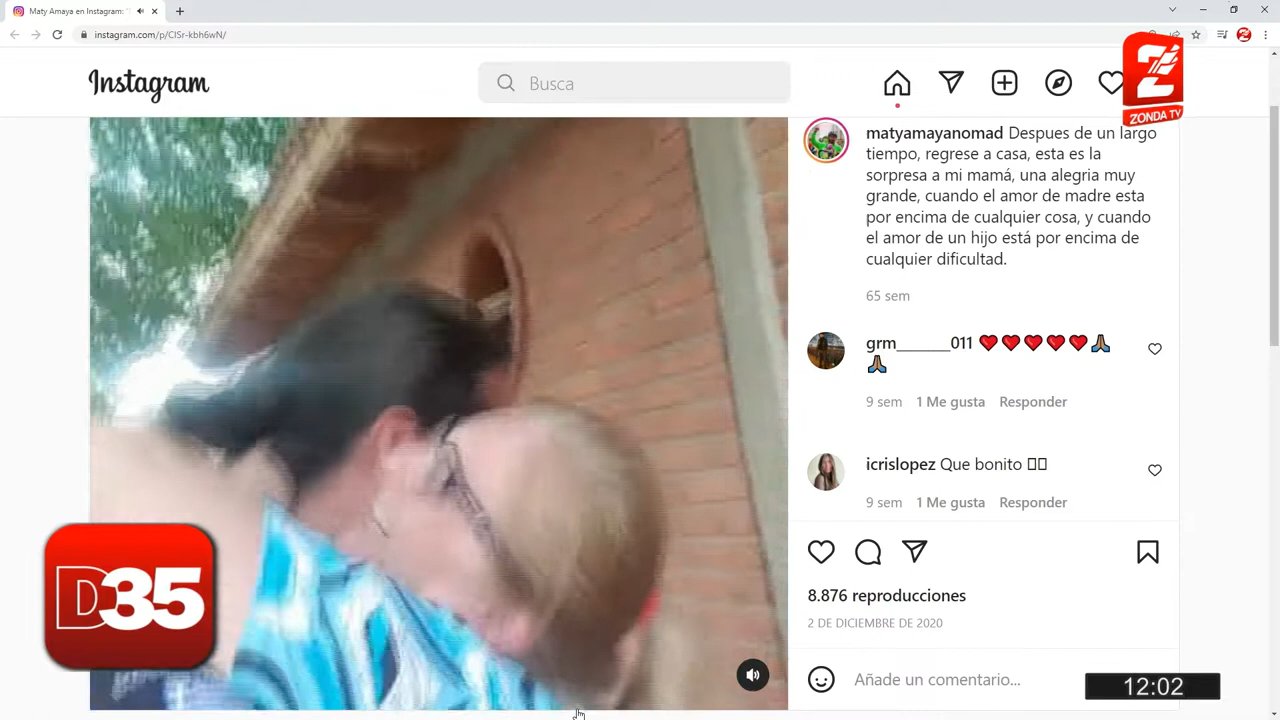 Maty Amaya en Instagram: "
instagram.com/p/CISr-kbh6wN/
Instagram
Busca
Z
ZONDA TV
matyamayanomad Despues de un largo
tiempo, regrese a casa, esta es la
sorpresa a mi mamá, una alegria muy
grande, cuando el amor de madre esta
por encima de cualquier cosa, y cuando
el amor de un hijo está por encima de
cualquier dificultad.
65 sem
grm_______011 ❤️❤️❤️❤️❤️🙏🏽
🙏🏽
9 sem 1 Me gusta Responder
icrislopez Que bonito
9 sem 1 Me gusta Responder
8.876 reproducciones
2 DE DICIEMBRE DE 2020
Añade un comentario...
D35
12:02